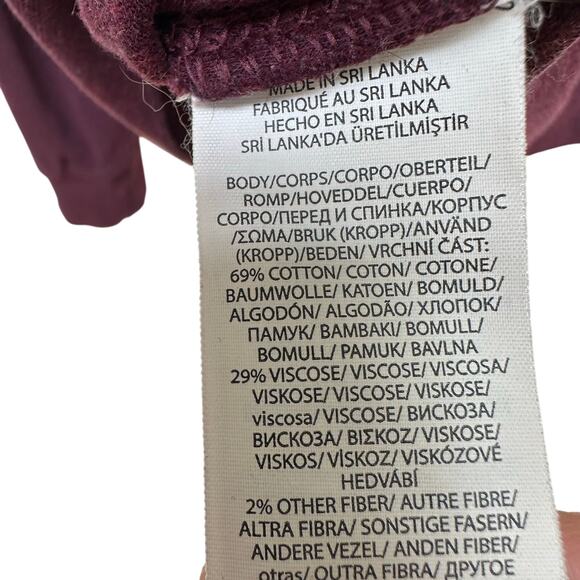 MADE IN SRI LANKA
FABRIQUÉ AU SRI LANKA
HECHO EN SRI LANKA
SRİ LANKA'DA ÜRETİLMİŞTİR
BODY/CORPS/CORPO/OBERTEIL/
ROMP/HOVEDDEL/CUERPO/
CORPO/ПЕРЕД И СПИНКА/КОРПУС
/ΣΩΜΑ/BRUK (KROPP)/ANVÄND
(KROPP)/BEDEN/ VRCHNÍ ČÁST:
69% COTTON/ COTON/ COTONE/
BAUMWOLLE/ KATOEN/ BOMULD/
ALGODÓN/ ALGODÃO/ ХЛОПОК/
ПАМУК/ ΒΑΜΒΑΚΙ/ BOMULL/
BOMULL/ PAMUK/ BAVLNA
29% VISCOSE/ VISCOSE/ VISCOSA/
VISKOSE/ VISCOSE/ VISKOSE/
viscosa/ VISCOSE/ ВИСКОЗА/
ВИСКОЗА/ ΒΙΣΚΟΖ/ VISKOSE/
VISKOS/ VİSKOZ/ VISKÓZOVÉ
HEDVÁBÍ
2% OTHER FIBER/ AUTRE FIBRE/
ALTRA FIBRA/ SONSTIGE FASERN/
ANDERE VEZEL/ ANDEN FIBER/
otras/ OUTRA FIBRA/ ДРУГОЕ